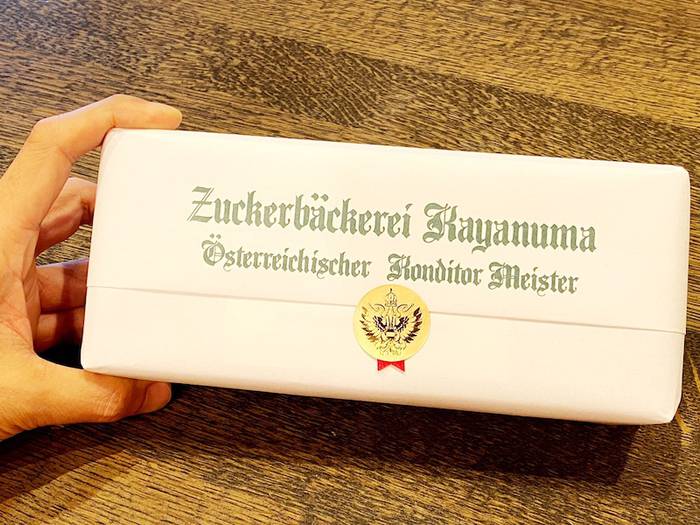 Zuckerbäckerei Kayanuma
Österreichischer Konditor Meister